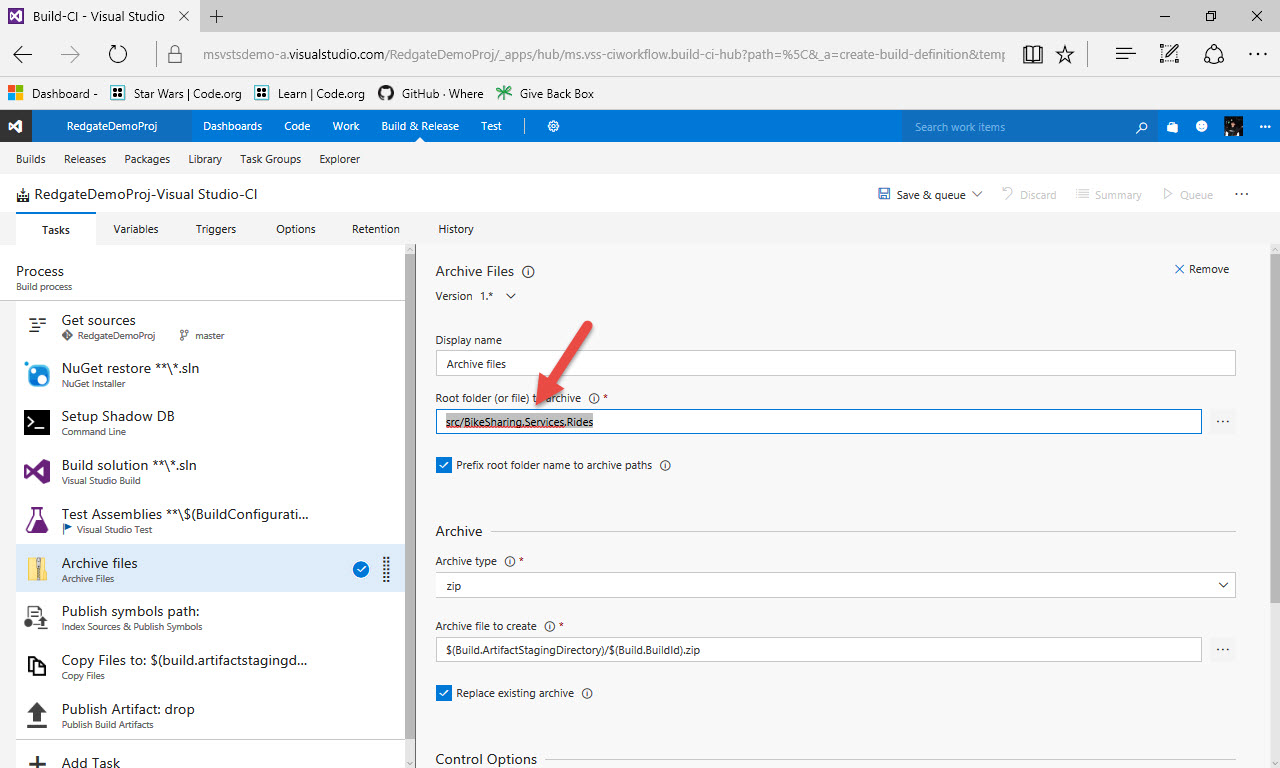 Build-CI - Visual Studio
msvstsdemo-a.visualstudio.com/RedgateDemoProj/_apps/hub/ms.vss-ciworkflow.build-ci-hub?path=%5C&_a=create-build-definition&temp
Dashboard - Star Wars | Code.org Learn | Code.org GitHub · Where Give Back Box
RedgateDemoProj Dashboards Code Work Build & Release Test Search work items
Builds Releases Packages Library Task Groups Explorer
RedgateDemoProj-Visual Studio-CI Save & queue Discard Summary Queue
Tasks Variables Triggers Options Retention History
Process
Build process
Get sources
RedgateDemoProj master
NuGet restore **\*.sln
NuGet Installer
Setup Shadow DB
Command Line
Build solution **\*.sln
Visual Studio Build
Test Assemblies **\$(BuildConfigurati...
Visual Studio Test
Archive files
Archive Files
Publish symbols path:
Index Sources & Publish Symbols
Copy Files to: $(build.artifactstagingd...
Copy Files
Publish Artifact: drop
Publish Build Artifacts
Add Task
Archive Files Remove
Version 1.*
Display name
Archive files
Root folder (or file) to archive *
src/BikeSharing.Services.Rides
Prefix root folder name to archive paths
Archive
Archive type *
zip
Archive file to create *
$(Build.ArtifactStagingDirectory)/$(Build.BuildId).zip
Replace existing archive
Control Options